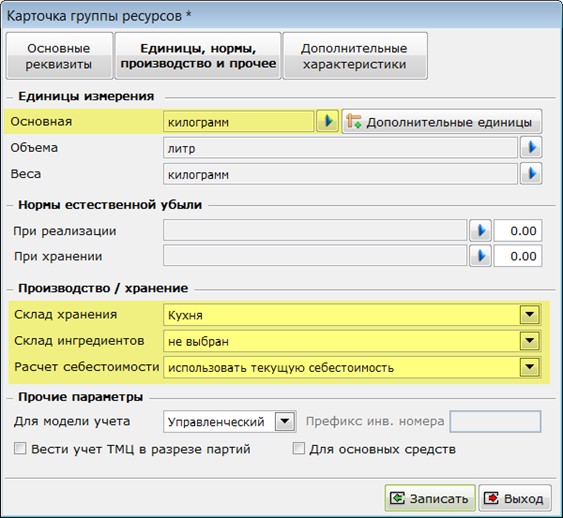 Карточка группы ресурсов *
Основные реквизиты
Единицы, нормы, производство и прочее
Дополнительные характеристики
Единицы измерения
Основная килограмм Дополнительные единицы
Объема литр
Веса килограмм
Нормы естественной убыли
При реализации 0.00
При хранении 0.00
Производство / хранение
Склад хранения Кухня
Склад ингредиентов не выбран
Расчет себестоимости использовать текущую себестоимость
Прочие параметры
Для модели учета Управленческий Префикс инв. номера
Вести учет ТМЦ в разрезе партий Для основных средств
Записать Выход